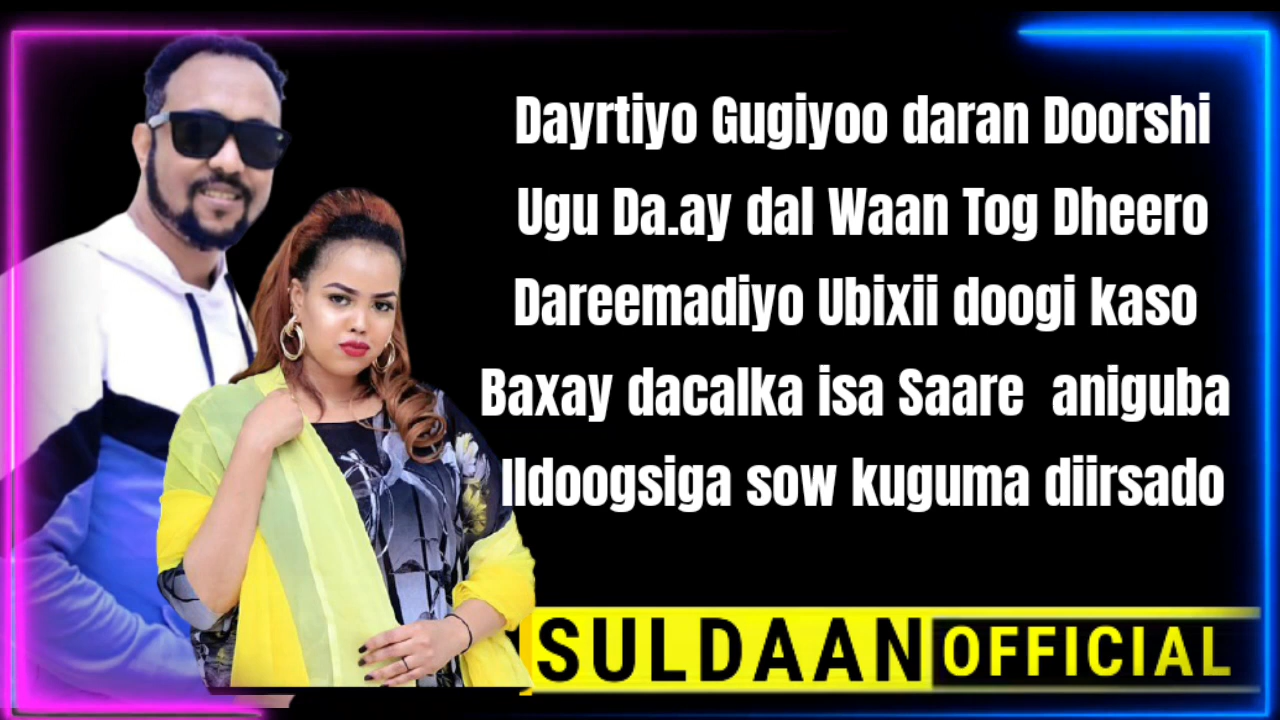 Dayrtiyo Gugiyoo daran Doorshi
Ugu Da.ay dal Waan Tog Dheero
Dareemadiyo Ubixii doogi kaso
Baxay dacalka isa Saare aniguba
Ildoogsiga sow kuguma diirsado
SULDAAN OFFICIAL